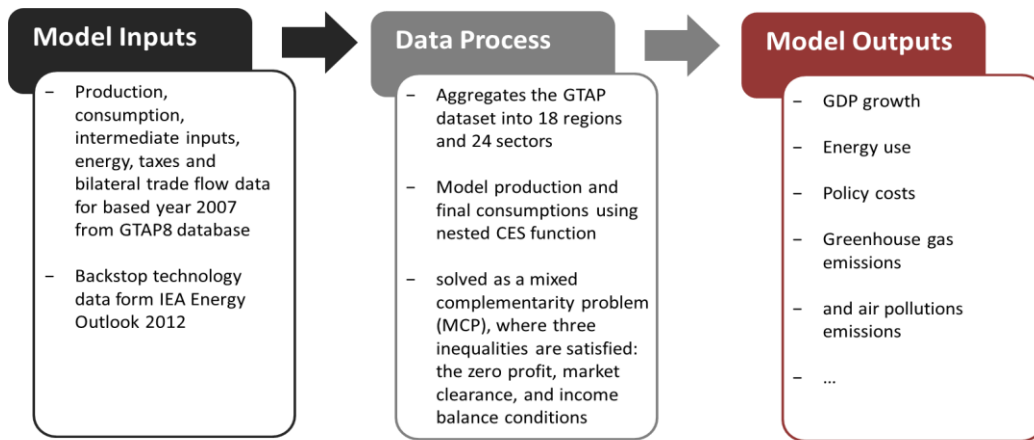 Model Inputs
– Production,
consumption,
intermediate inputs,
energy, taxes and
bilateral trade flow data
for based year 2007
from GTAP8 database
– Backstop technology
data form IEA Energy
Outlook 2012
Data Process
– Aggregates the GTAP
dataset into 18 regions
and 24 sectors
– Model production and
final consumptions using
nested CES function
– solved as a mixed
complementarity problem
(MCP), where three
inequalities are satisfied:
the zero profit, market
clearance, and income
balance conditions
Model Outputs
– GDP growth
– Energy use
– Policy costs
– Greenhouse gas
emissions
– and air pollutions
emissions
– ...